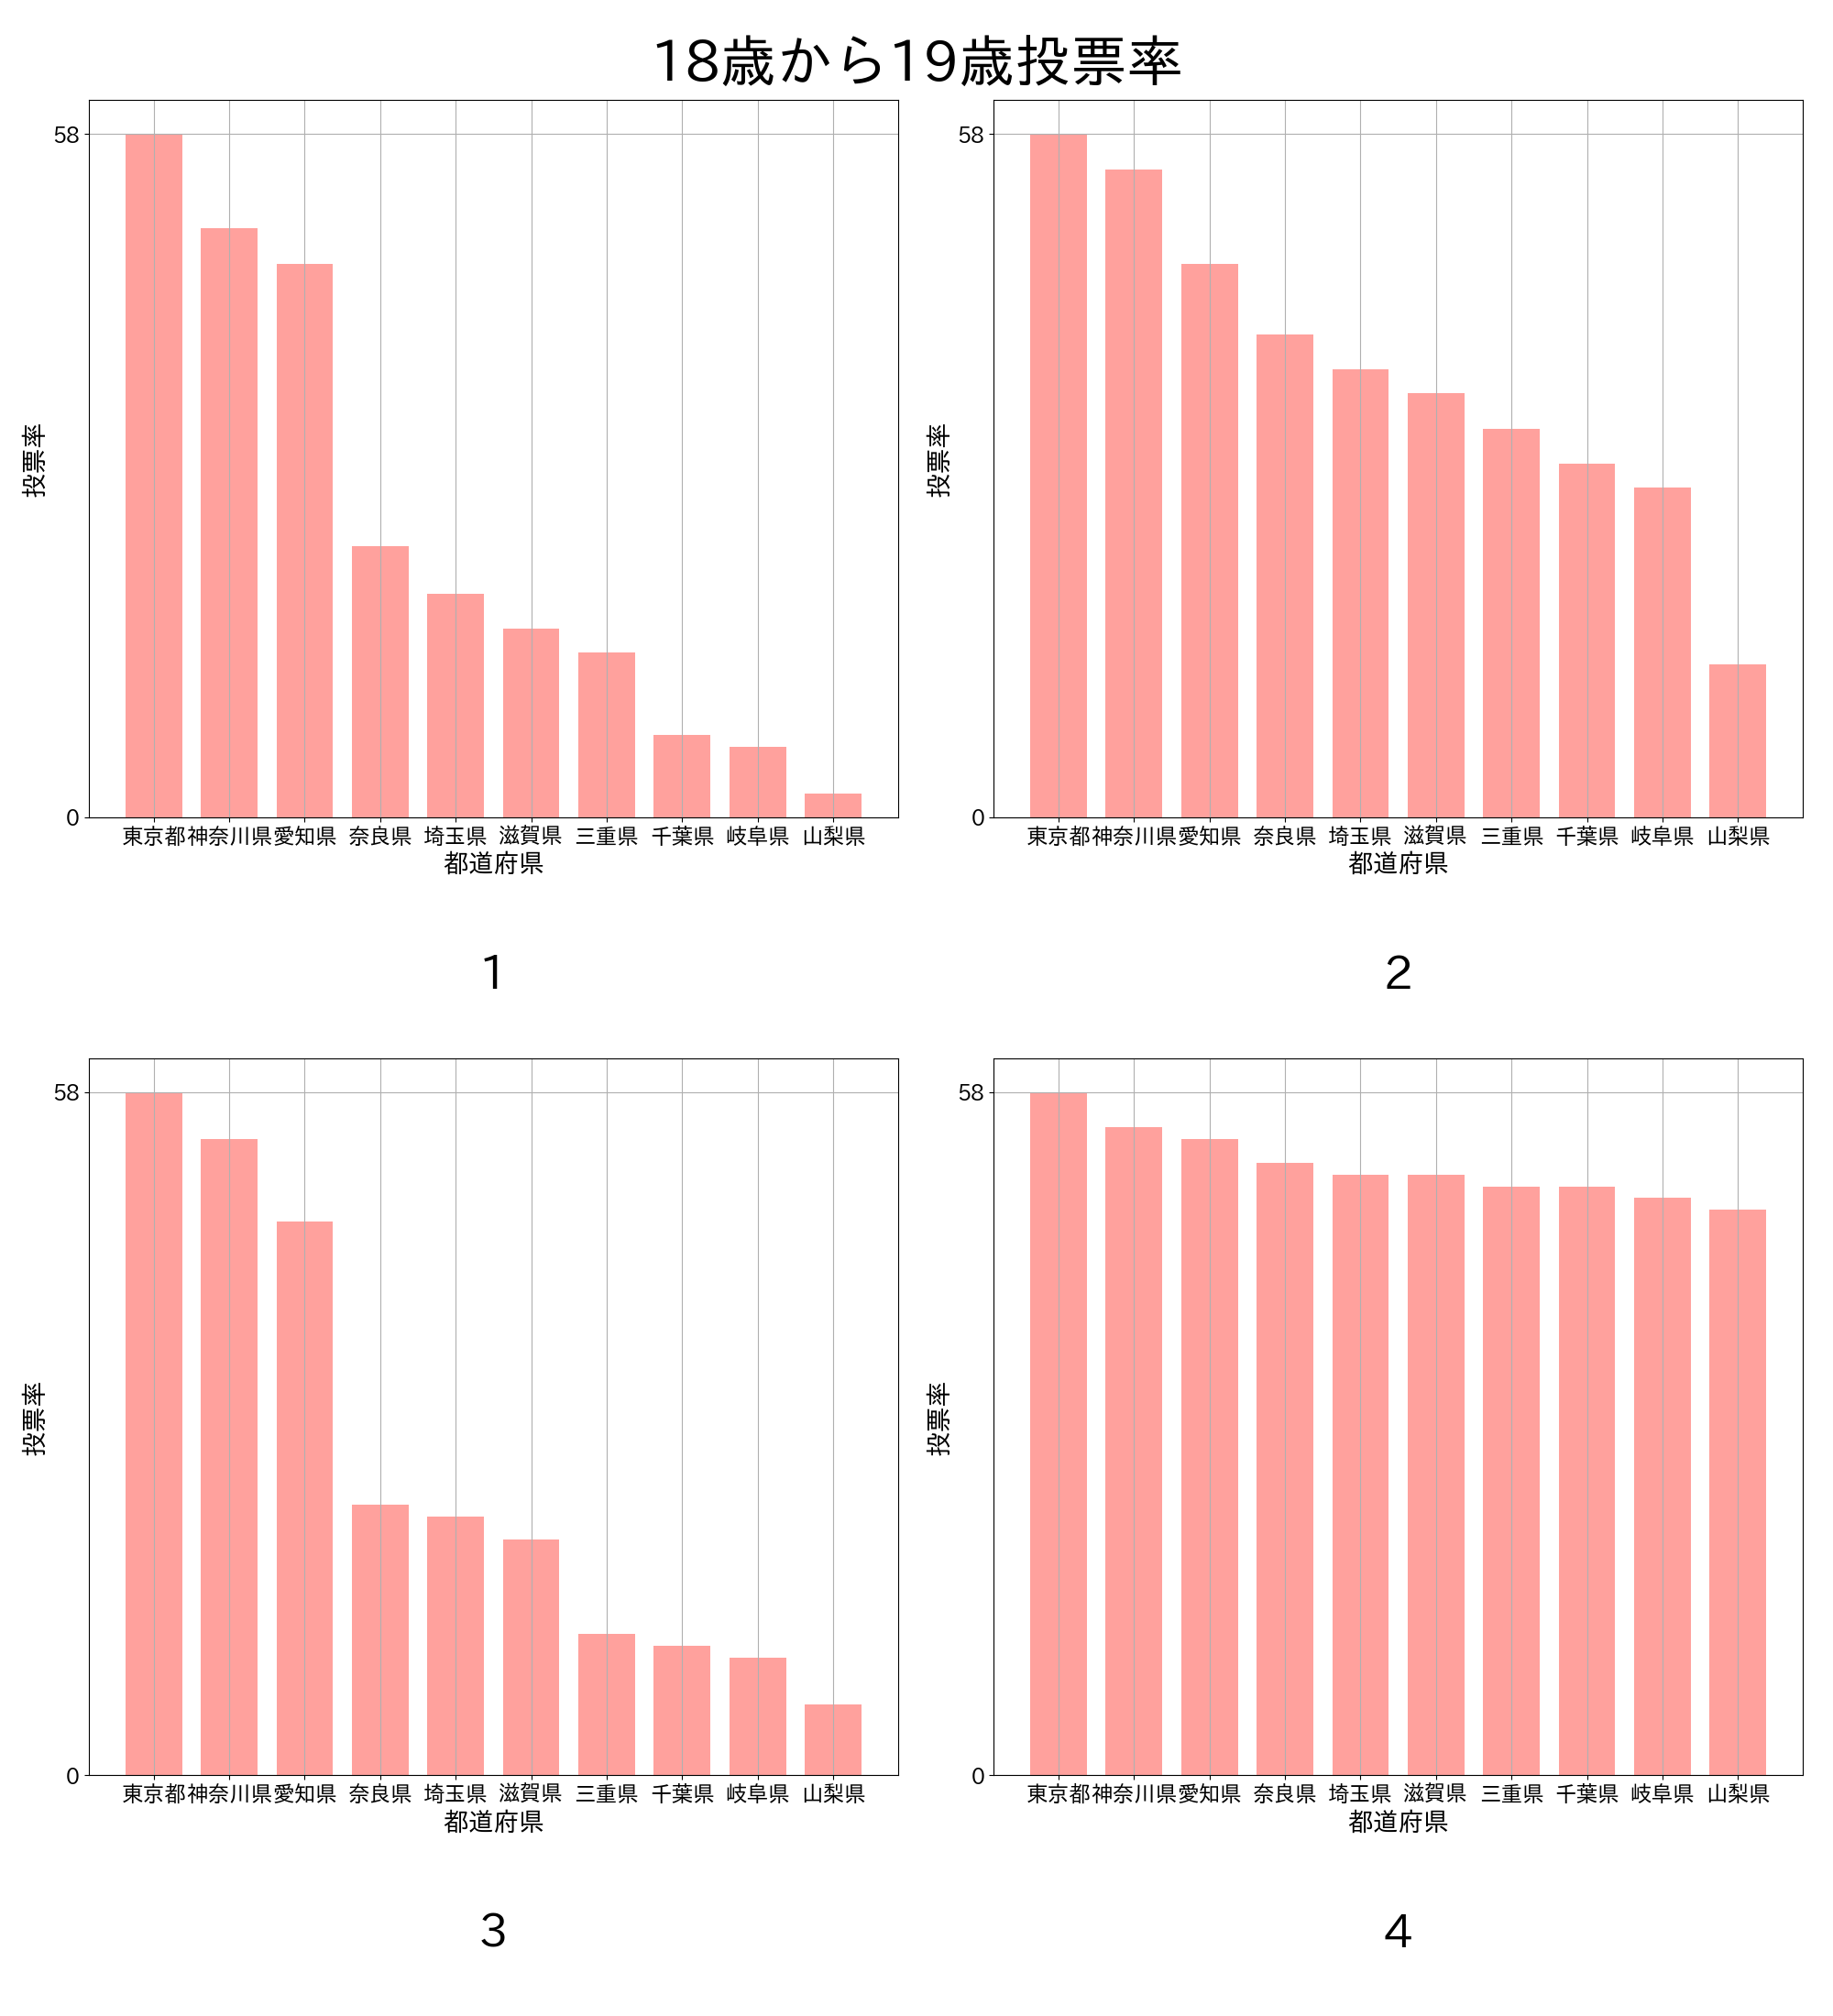 18歳から19歳投票率
58
0
投票率
東京都 神奈川県 愛知県 奈良県 埼玉県 滋賀県 三重県 千葉県 岐阜県 山梨県
都道府県
1
58
0
投票率
東京都 神奈川県 愛知県 奈良県 埼玉県 滋賀県 三重県 千葉県 岐阜県 山梨県
都道府県
2
58
0
投票率
東京都 神奈川県 愛知県 奈良県 埼玉県 滋賀県 三重県 千葉県 岐阜県 山梨県
都道府県
3
58
0
投票率
東京都 神奈川県 愛知県 奈良県 埼玉県 滋賀県 三重県 千葉県 岐阜県 山梨県
都道府県
4